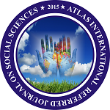 ATLAS INTERNATIONAL REFEREED JOURNAL ON SOCIAL SCIENCES
★ 2015 ★